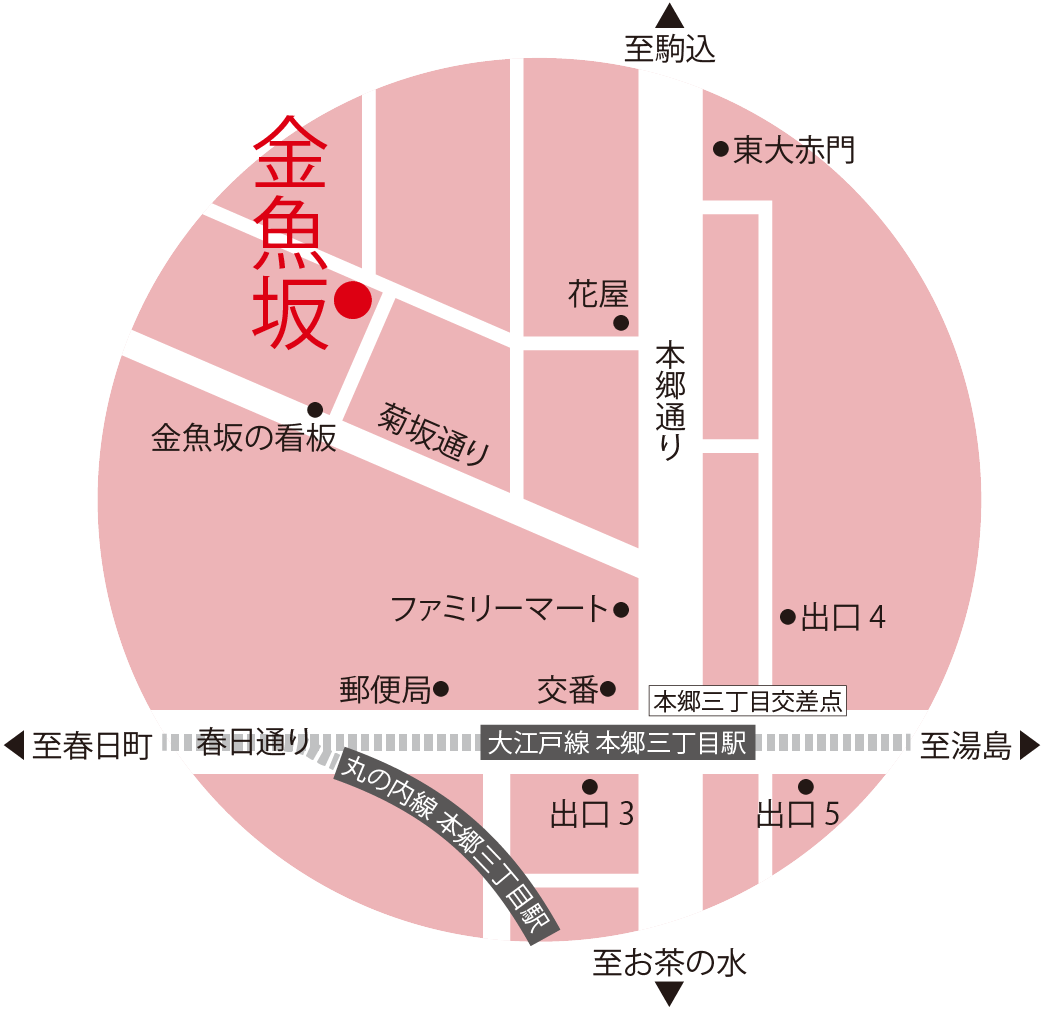 至駒込
東大赤門
金魚坂
花屋
本郷通り
菊坂通り
金魚坂の看板
ファミリーマート
出口 4
郵便局
交番
本郷三丁目交差点
至春日町
春日通り
大江戸線 本郷三丁目駅
至湯島
丸の内線 本郷三丁目駅
出口 3
出口 5
至お茶の水